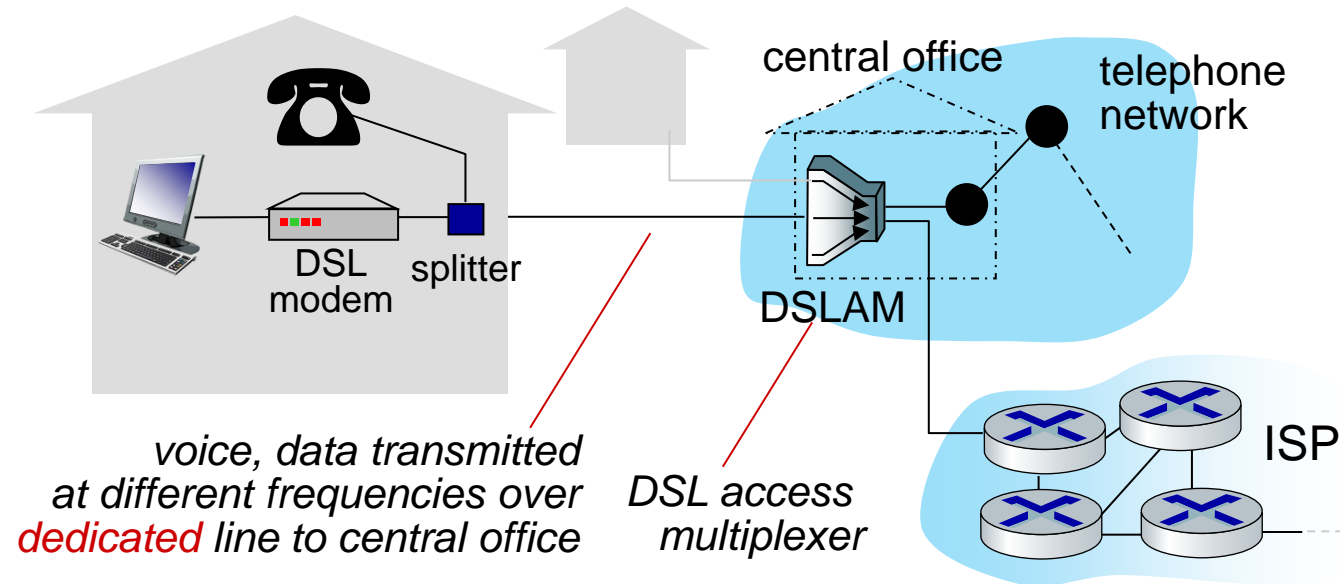 central office
telephone
network
DSL
modem
splitter
DSLAM
ISP
voice, data transmitted
at different frequencies over
dedicated line to central office
DSL access
multiplexer